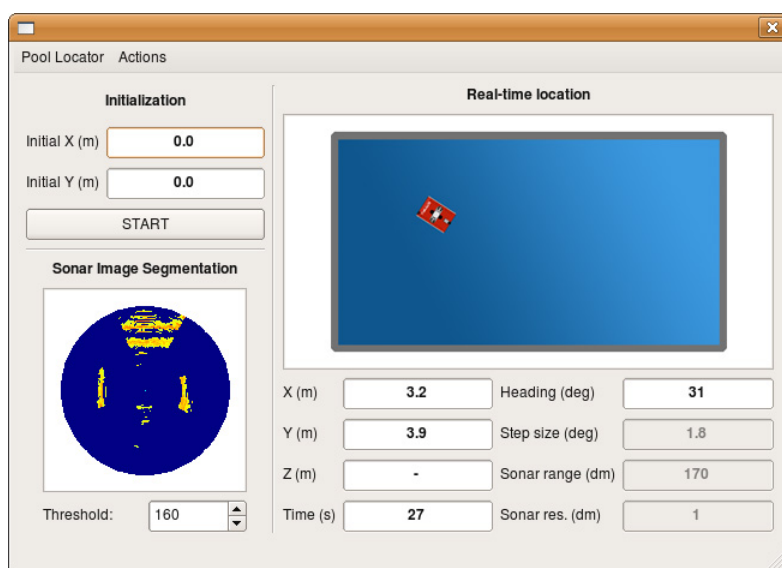 Pool Locator Actions
Initialization
Initial X (m) 0.0
Initial Y (m) 0.0
START
Sonar Image Segmentation
Threshold: 160
Real-time location
X (m) 3.2 Heading (deg) 31
Y (m) 3.9 Step size (deg) 1.8
Z (m) - Sonar range (dm) 170
Time (s) 27 Sonar res. (dm) 1